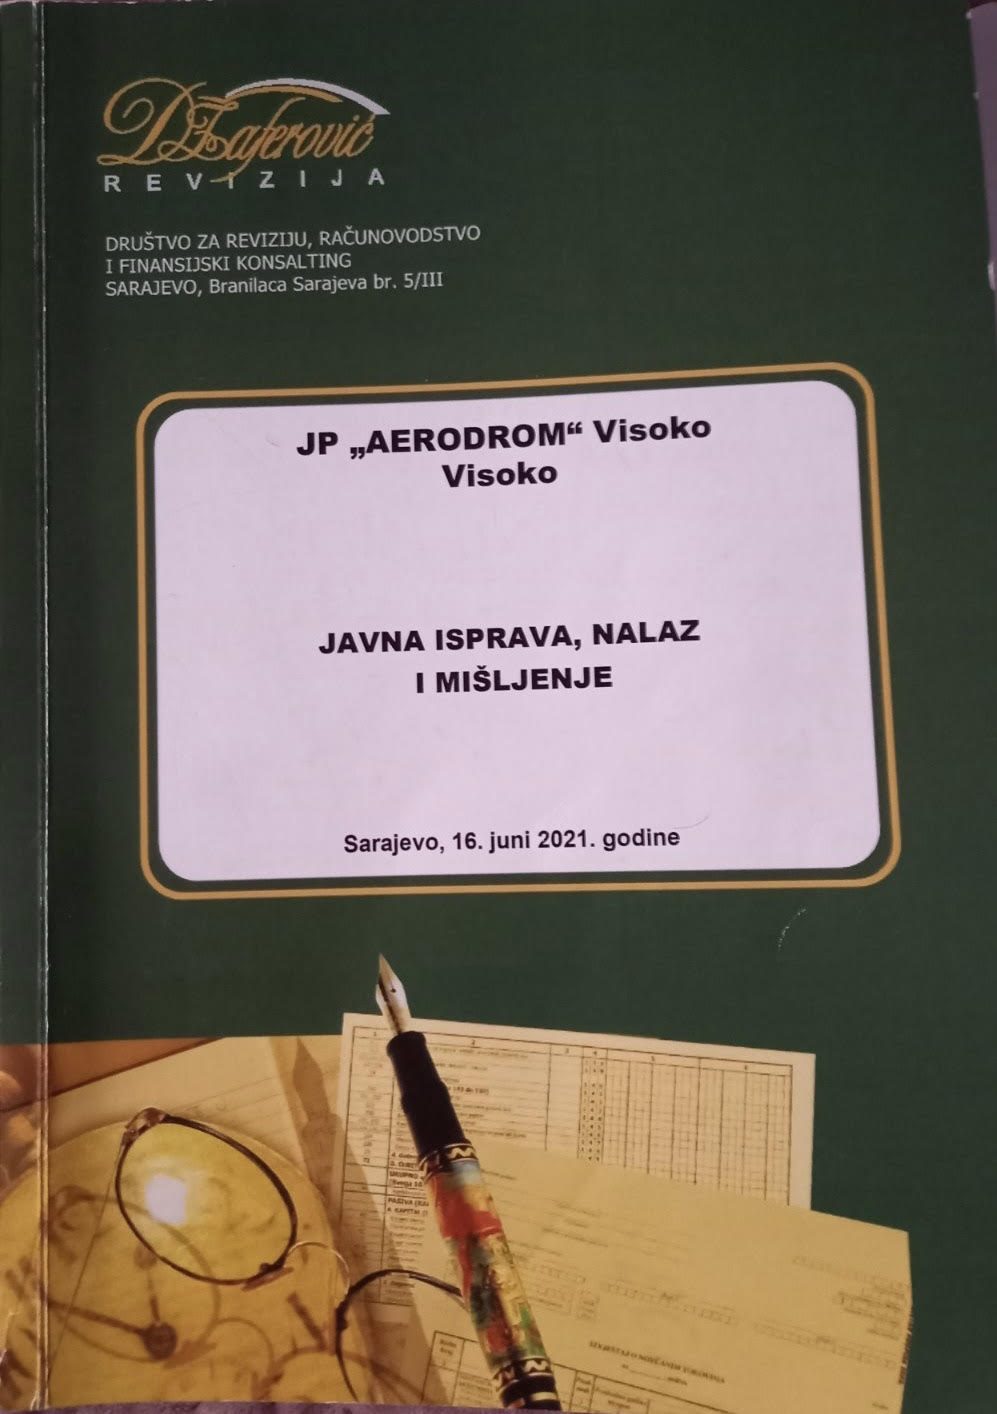 DŽaferović
REVIZIJA
DRUŠTVO ZA REVIZIJU, RAČUNOVODSTVO
I FINANSIJSKI KONSALTING
SARAJEVO, Branilaca Sarajeva br. 5/III
JP „AERODROM“ Visoko
Visoko
JAVNA ISPRAVA, NALAZ
I MIŠLJENJE
Sarajevo, 16. juni 2021. godine